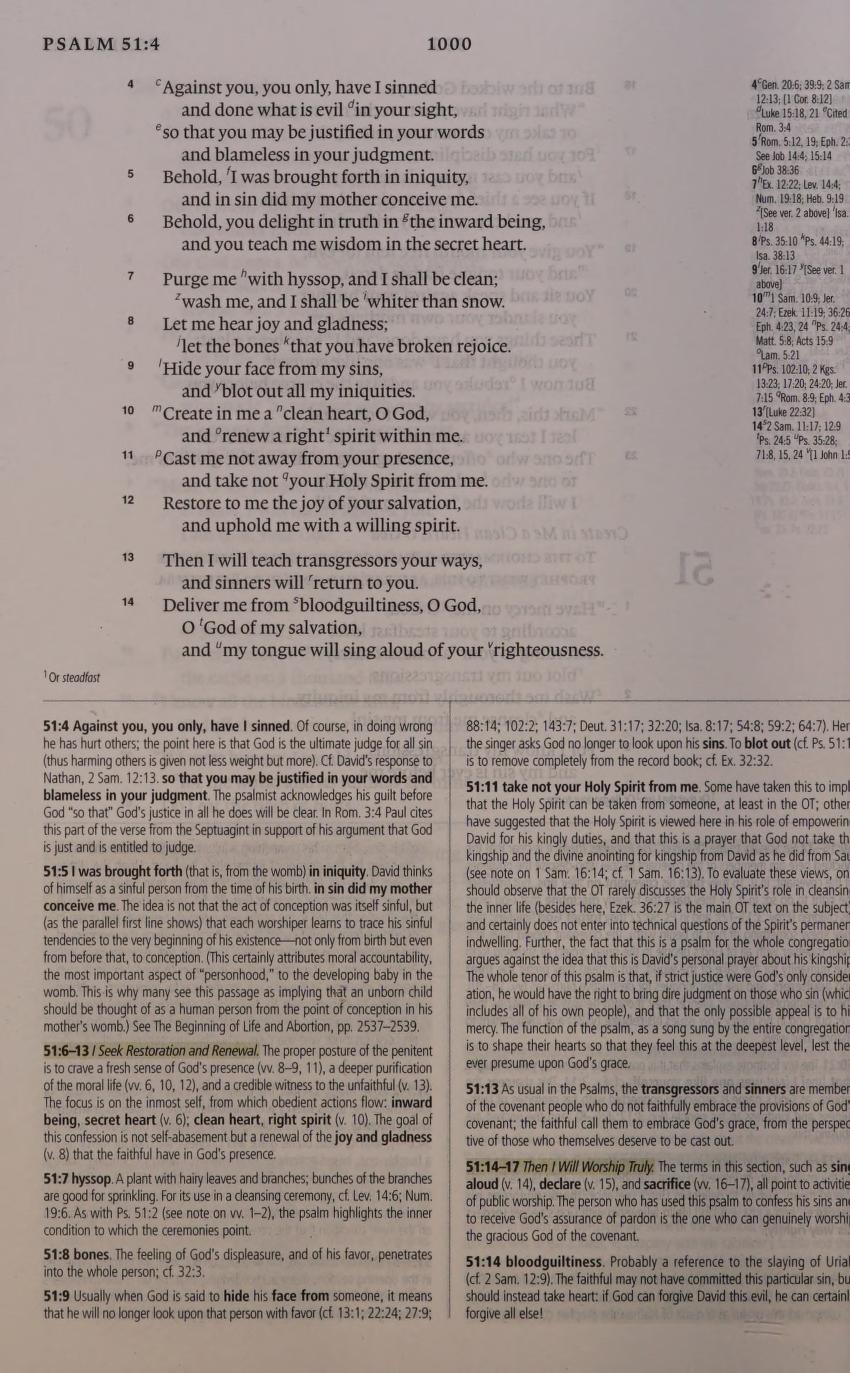 PSALM 51:4
1000
4 cAgainst you, you only, have I sinned
and done what is evil din your sight,
eso that you may be justified in your words
and blameless in your judgment.
5 Behold, fI was brought forth in iniquity,
and in sin did my mother conceive me.
6 Behold, you delight in truth in gthe inward being,
and you teach me wisdom in the secret heart.
7 Purge me hwith hyssop, and I shall be clean;
zwash me, and I shall be iwhiter than snow.
8 Let me hear joy and gladness;
jlet the bones kthat you have broken rejoice.
9 lHide your face from my sins,
and yblot out all my iniquities.
10 mCreate in me a nclean heart, O God,
and orenew a right1 spirit within me.
11 pCast me not away from your presence,
and take not qyour Holy Spirit from me.
12 Restore to me the joy of your salvation,
and uphold me with a willing spirit.
13 Then I will teach transgressors your ways,
and sinners will rreturn to you.
14 Deliver me from sbloodguiltiness, O God,
O tGod of my salvation,
and umy tongue will sing aloud of your vrighteousness.
1 Or steadfast
4cGen. 20:6; 39:9; 2 Sam
12:13; [1 Cor. 8:12]
dLuke 15:18, 21 eCited
Rom. 3:4
5fRom. 5:12, 19; Eph. 2:
See Job 14:4; 15:14
6gJob 38:36
7hEx. 12:22; Lev. 14:4;
Num. 19:18; Heb. 9:19
z[See ver. 2 above] iIsa.
1:18
8jPs. 35:10 kPs. 44:19;
Isa. 38:13
9lJer. 16:17 y[See ver. 1
above]
10m1 Sam. 10:9; Jer.
24:7; Ezek. 11:19; 36:26
Eph. 4:23, 24 nPs. 24:4;
Matt. 5:8; Acts 15:9
oLam. 5:21
11pPs. 102:10; 2 Kgs.
13:23; 17:20; 24:20; Jer.
7:15 qRom. 8:9; Eph. 4:3
13r[Luke 22:32]
14s2 Sam. 11:17; 12:9
tPs. 24:5 uPs. 35:28;
71:8, 15, 24 v[1 John 1:9
51:4 Against you, you only, have I sinned. Of course, in doing wrong
he has hurt others; the point here is that God is the ultimate judge for all sin
(thus harming others is given not less weight but more). Cf. David's response to
Nathan, 2 Sam. 12:13. so that you may be justified in your words and
blameless in your judgment. The psalmist acknowledges his guilt before
God "so that" God's justice in all he does will be clear. In Rom. 3:4 Paul cites
this part of the verse from the Septuagint in support of his argument that God
is just and is entitled to judge.
51:5 I was brought forth (that is, from the womb) in iniquity. David thinks
of himself as a sinful person from the time of his birth. in sin did my mother
conceive me. The idea is not that the act of conception was itself sinful, but
(as the parallel first line shows) that each worshiper learns to trace his sinful
tendencies to the very beginning of his existence—not only from birth but even
from before that, to conception. (This certainly attributes moral accountability,
the most important aspect of "personhood," to the developing baby in the
womb. This is why many see this passage as implying that an unborn child
should be thought of as a human person from the point of conception in his
mother's womb.) See The Beginning of Life and Abortion, pp. 2537–2539.
51:6–13 I Seek Restoration and Renewal. The proper posture of the penitent
is to crave a fresh sense of God's presence (vv. 8–9, 11), a deeper purification
of the moral life (vv. 6, 10, 12), and a credible witness to the unfaithful (v. 13).
The focus is on the inmost self, from which obedient actions flow: inward
being, secret heart (v. 6); clean heart, right spirit (v. 10). The goal of
this confession is not self-abasement but a renewal of the joy and gladness
(v. 8) that the faithful have in God's presence.
51:7 hyssop. A plant with hairy leaves and branches; bunches of the branches
are good for sprinkling. For its use in a cleansing ceremony, cf. Lev. 14:6; Num.
19:6. As with Ps. 51:2 (see note on vv. 1–2), the psalm highlights the inner
condition to which the ceremonies point.
51:8 bones. The feeling of God's displeasure, and of his favor, penetrates
into the whole person; cf. 32:3.
51:9 Usually when God is said to hide his face from someone, it means
that he will no longer look upon that person with favor (cf. 13:1; 22:24; 27:9;
88:14; 102:2; 143:7; Deut. 31:17; 32:20; Isa. 8:17; 54:8; 59:2; 64:7). Her
the singer asks God no longer to look upon his sins. To blot out (cf. Ps. 51:1
is to remove completely from the record book; cf. Ex. 32:32.
51:11 take not your Holy Spirit from me. Some have taken this to impl
that the Holy Spirit can be taken from someone, at least in the OT; other
have suggested that the Holy Spirit is viewed here in his role of empowerin
David for his kingly duties, and that this is a prayer that God not take th
kingship and the divine anointing for kingship from David as he did from Sau
(see note on 1 Sam. 16:14; cf. 1 Sam. 16:13). To evaluate these views, on
should observe that the OT rarely discusses the Holy Spirit's role in cleansin
the inner life (besides here, Ezek. 36:27 is the main OT text on the subject)
and certainly does not enter into technical questions of the Spirit's permanen
indwelling. Further, the fact that this is a psalm for the whole congregatio
argues against the idea that this is David's personal prayer about his kingship
The whole tenor of this psalm is that, if strict justice were God's only consider
ation, he would have the right to bring dire judgment on those who sin (whic
includes all of his own people), and that the only possible appeal is to hi
mercy. The function of the psalm, as a song sung by the entire congregation
is to shape their hearts so that they feel this at the deepest level, lest the
ever presume upon God's grace.
51:13 As usual in the Psalms, the transgressors and sinners are member
of the covenant people who do not faithfully embrace the provisions of God'
covenant; the faithful call them to embrace God's grace, from the perspec
tive of those who themselves deserve to be cast out.
51:14–17 Then I Will Worship Truly. The terms in this section, such as sing
aloud (v. 14), declare (v. 15), and sacrifice (vv. 16–17), all point to activitie
of public worship. The person who has used this psalm to confess his sins an
to receive God's assurance of pardon is the one who can genuinely worshi
the gracious God of the covenant.
51:14 bloodguiltiness. Probably a reference to the slaying of Uriah
(cf. 2 Sam. 12:9). The faithful may not have committed this particular sin, bu
should instead take heart: if God can forgive David this evil, he can certainl
forgive all else!